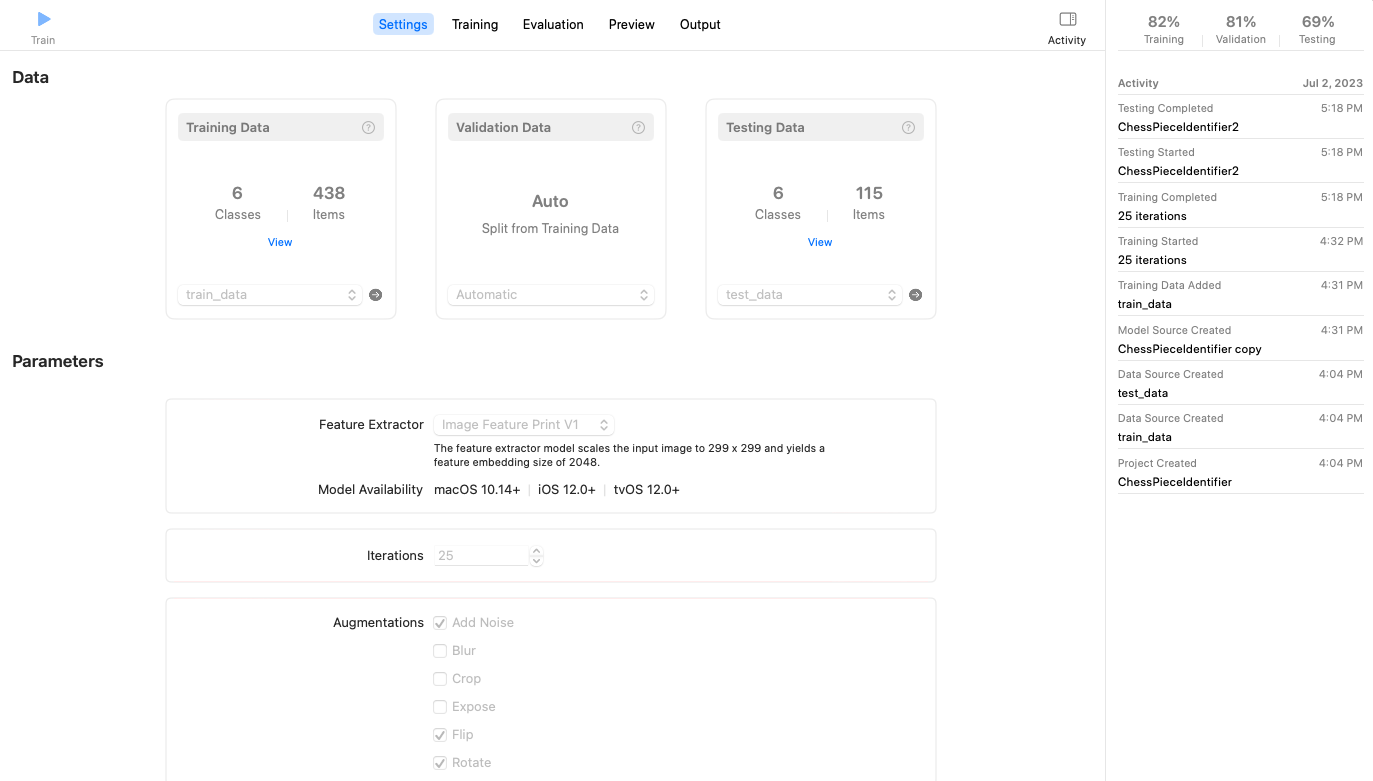 Train
Settings
Training
Evaluation
Preview
Output
Activity
Data
Training Data
6
Classes
438
Items
View
train_data
Validation Data
Auto
Split from Training Data
Automatic
Testing Data
6
Classes
115
Items
View
test_data
Parameters
Feature Extractor
Image Feature Print V1
The feature extractor model scales the input image to 299 x 299 and yields a
feature embedding size of 2048.
Model Availability
macOS 10.14+
iOS 12.0+
tvOS 12.0+
Iterations
25
Augmentations
Add Noise
Blur
Crop
Expose
Flip
Rotate
82%
Training
81%
Validation
69%
Testing
Activity
Jul 2, 2023
Testing Completed
5:18 PM
ChessPieceIdentifier2
Testing Started
5:18 PM
ChessPieceIdentifier2
Training Completed
5:18 PM
25 iterations
Training Started
4:32 PM
25 iterations
Training Data Added
4:31 PM
train_data
Model Source Created
4:31 PM
ChessPieceIdentifier copy
Data Source Created
4:04 PM
test_data
Data Source Created
4:04 PM
train_data
Project Created
4:04 PM
ChessPieceIdentifier